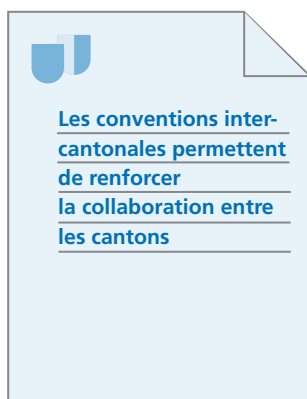 Les conventions inter-
cantonales permettent
de renforcer
la collaboration entre
les cantons